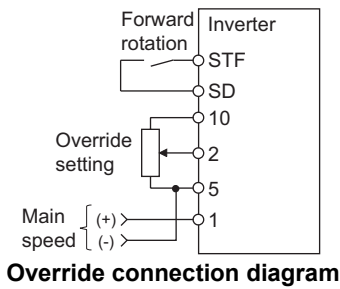 Forward
rotation
Inverter
STF
SD
10
Override
setting
2
5
Main
speed
(+)
(-)
1
Override connection diagram